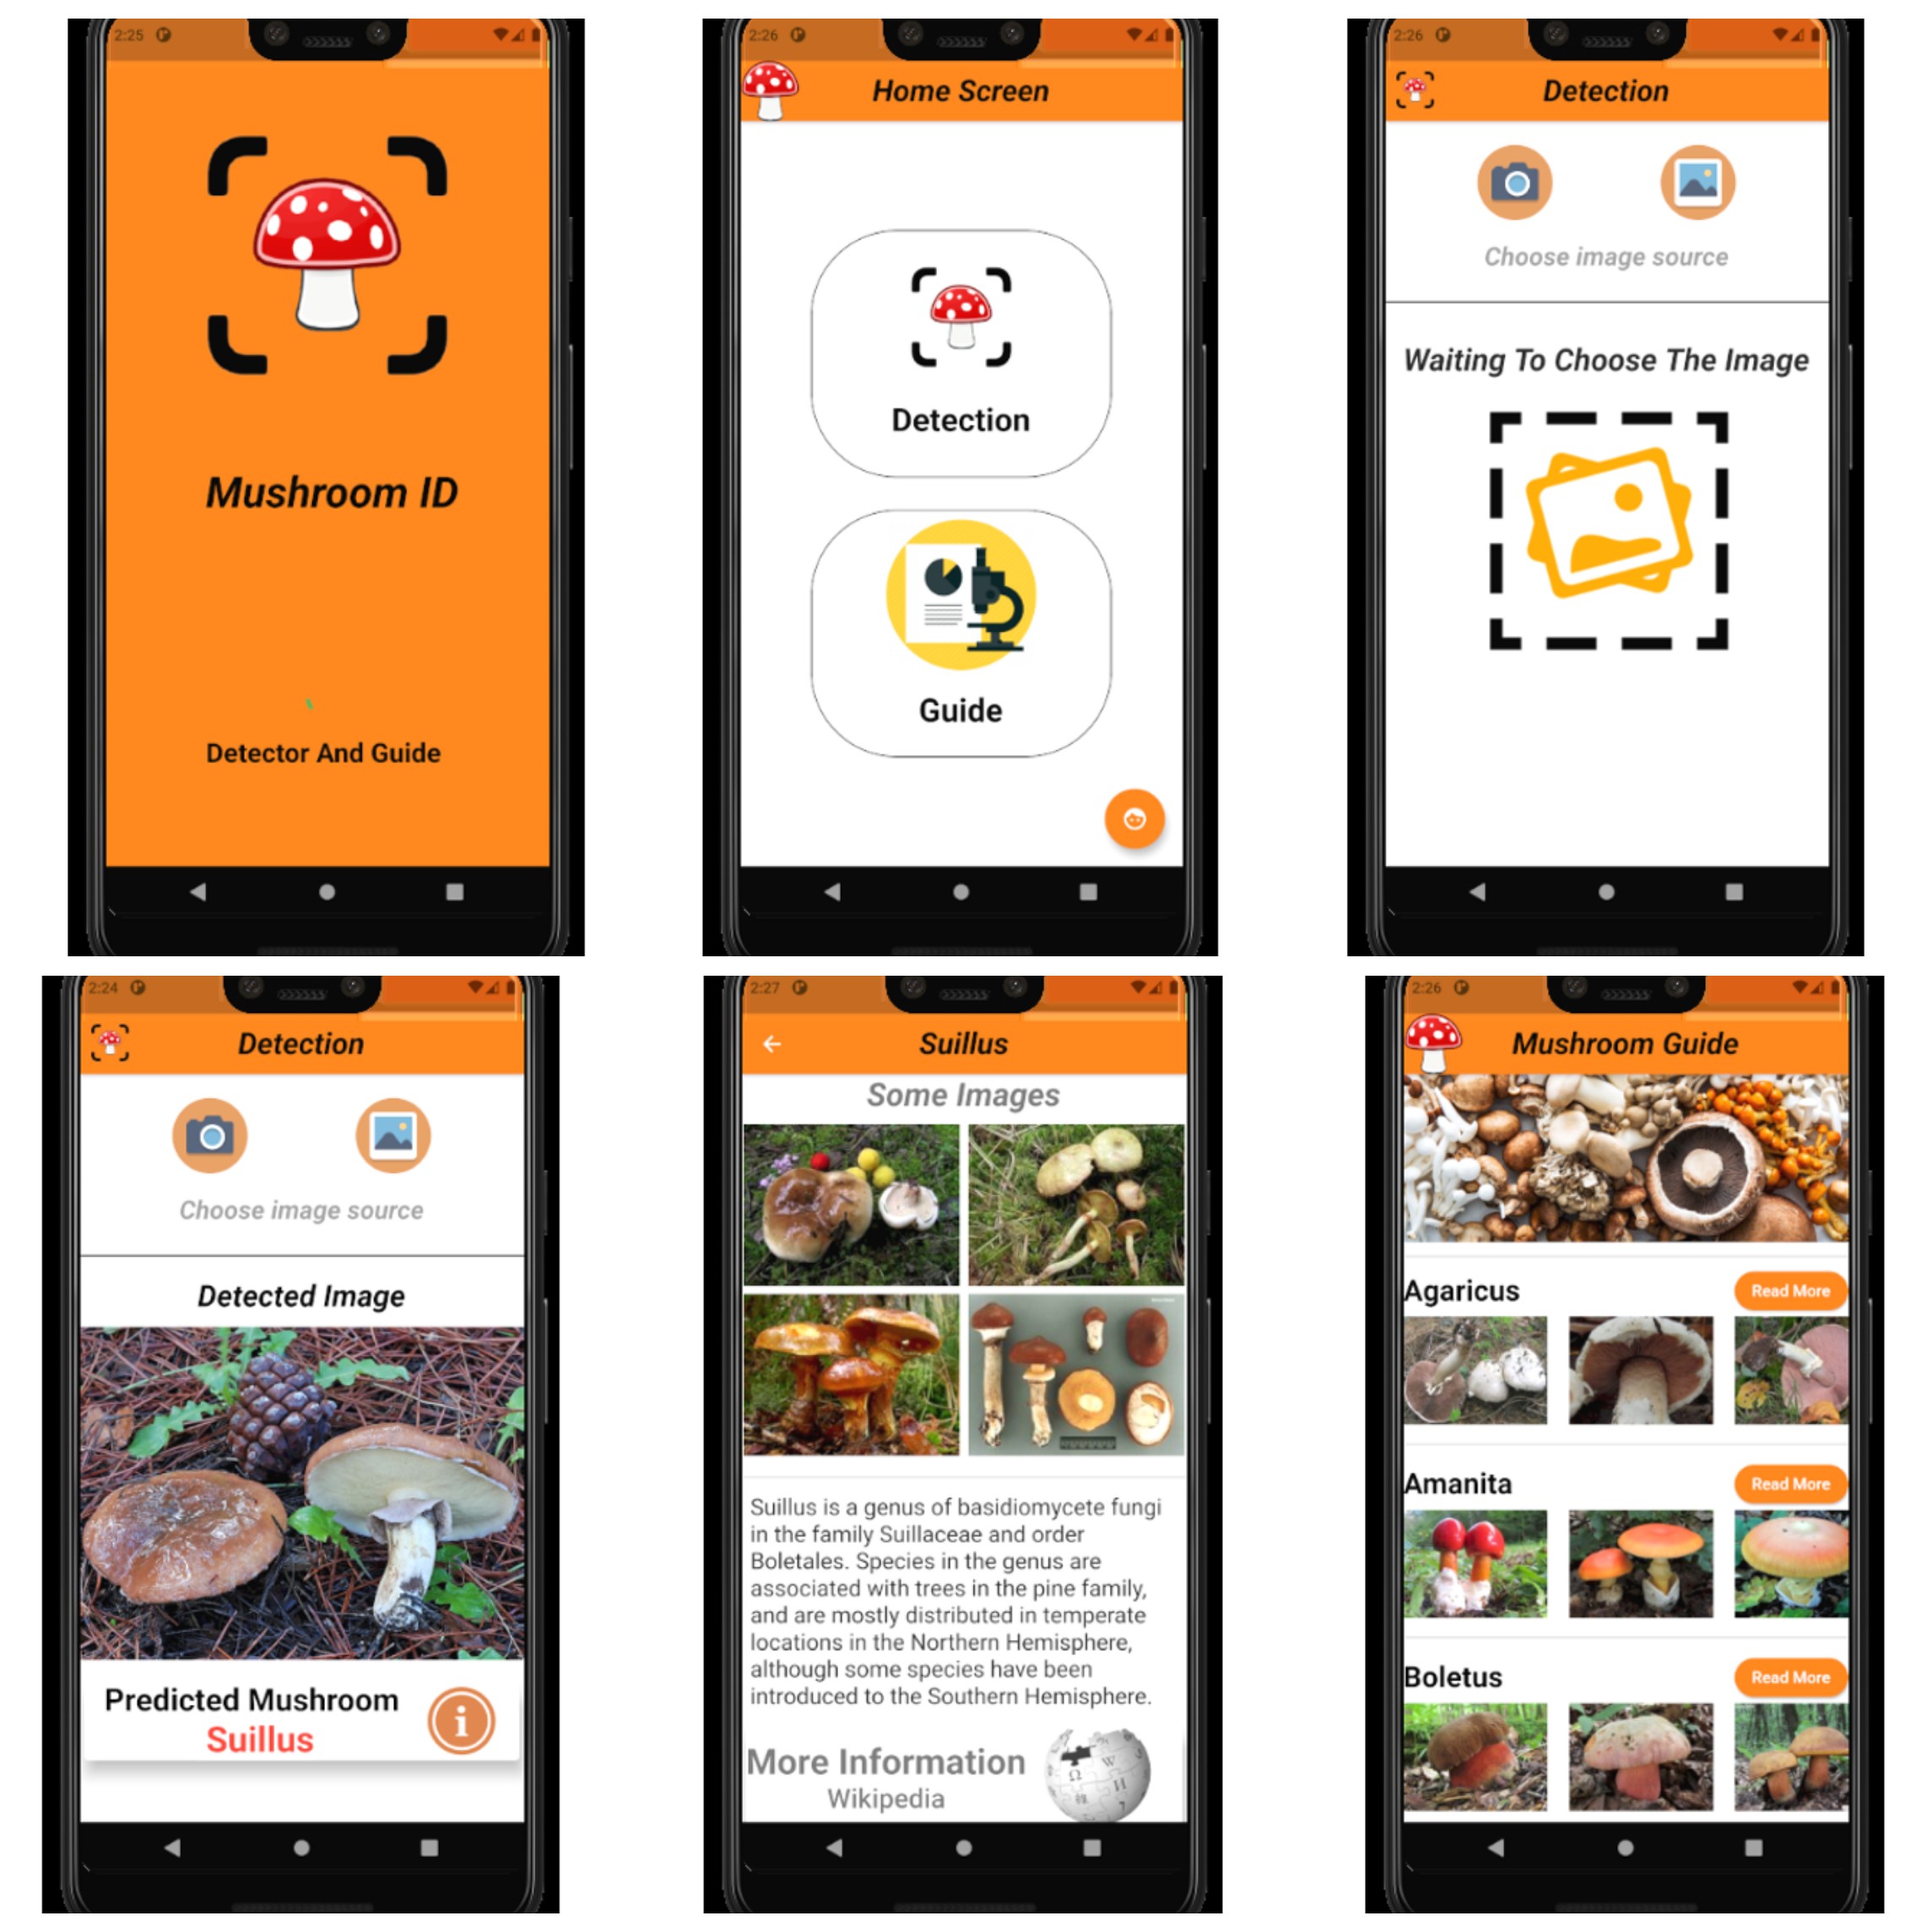 2:25
Mushroom ID
Detector And Guide
2:26
Home Screen
Detection
Guide
2:26
Detection
Choose image source
Waiting To Choose The Image
2:24
Detection
Choose image source
Detected Image
Predicted Mushroom
Suillus
i
2:27
Suillus
Some Images
Suillus is a genus of basidiomycete fungi
in the family Suillaceae and order
Boletales. Species in the genus are
associated with trees in the pine family,
and are mostly distributed in temperate
locations in the Northern Hemisphere,
although some species have been
introduced to the Southern Hemisphere.
More Information
Wikipedia
Ω W H
2:26
Mushroom Guide
Agaricus
Read More
Amanita
Read More
Boletus
Read More